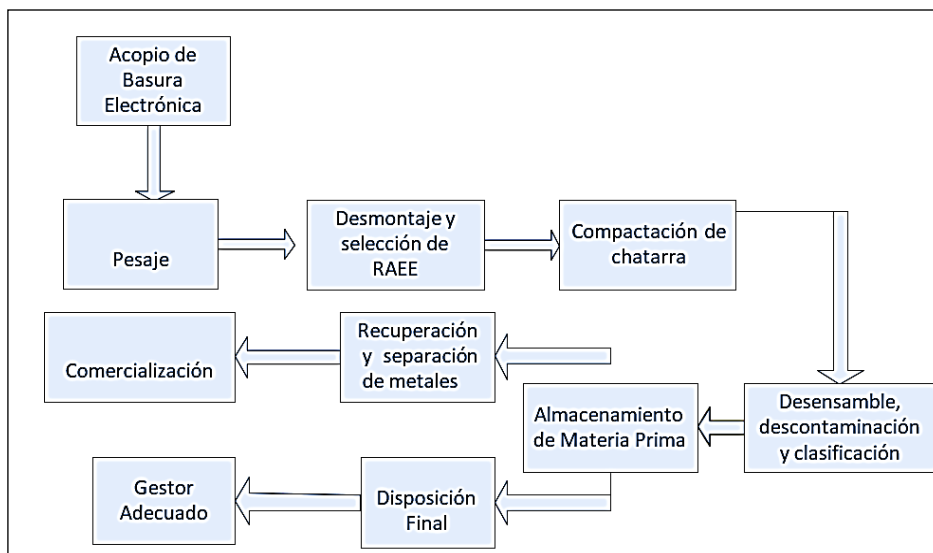 Acopio de
Basura
Electrónica
Pesaje
Desmontaje y
selección de
RAEE
Compactación de
chatarra
Desensamble,
descontaminación
y clasificación
Almacenamiento
de Materia Prima
Recuperación
y separación
de metales
Comercialización
Disposición
Final
Gestor
Adecuado